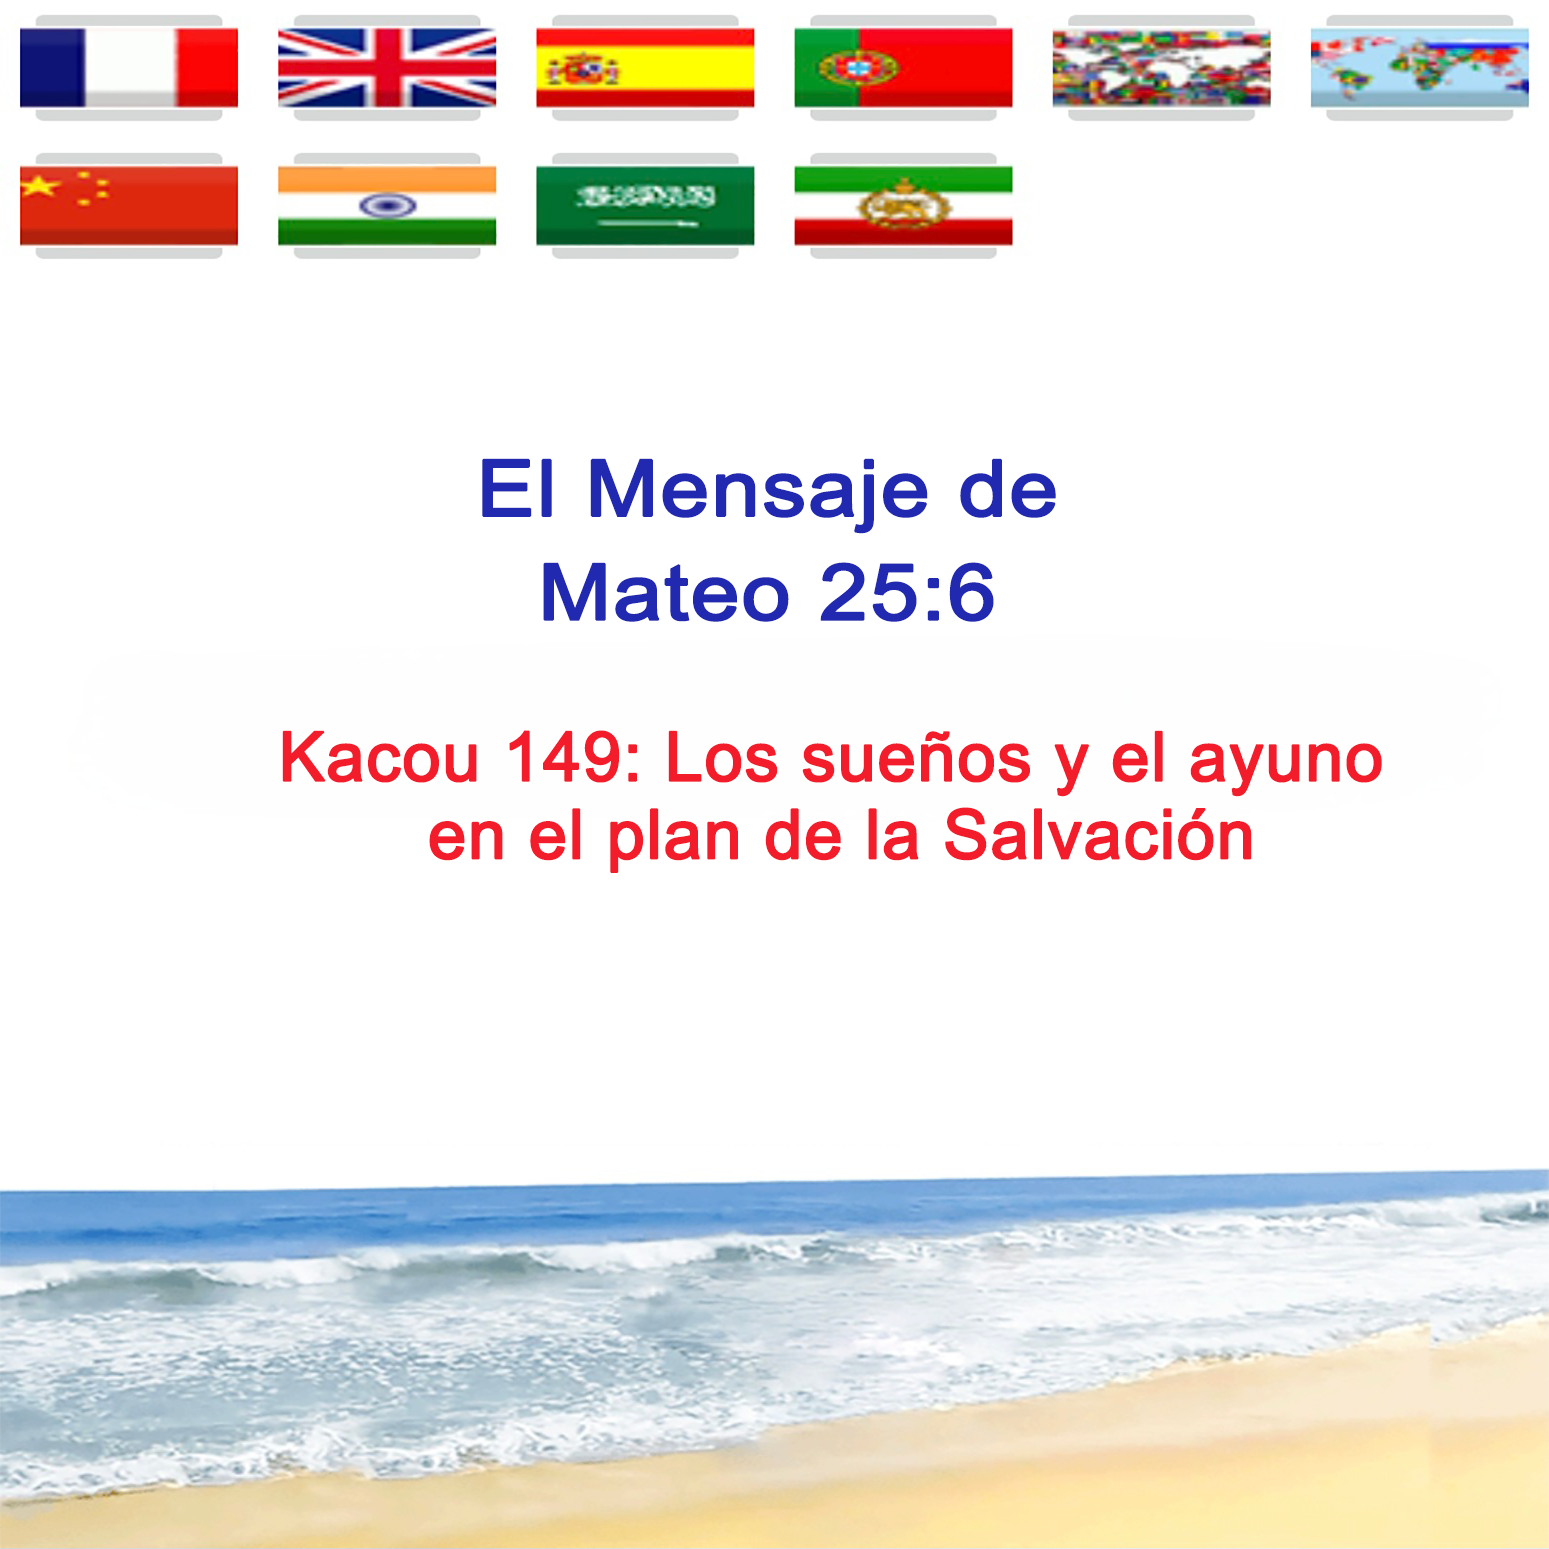 El Mensaje de
Mateo 25:6
Kacou 149: Los sueños y el ayuno
en el plan de la Salvación